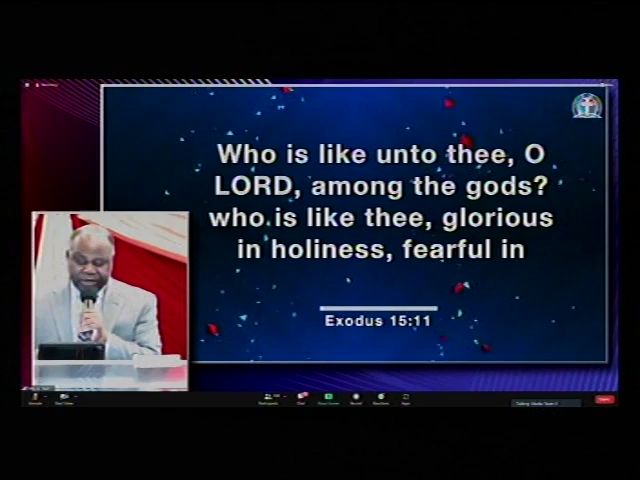 Who is like unto thee, O
LORD, among the gods?
who is like thee, glorious
in holiness, fearful in
Exodus 15:11